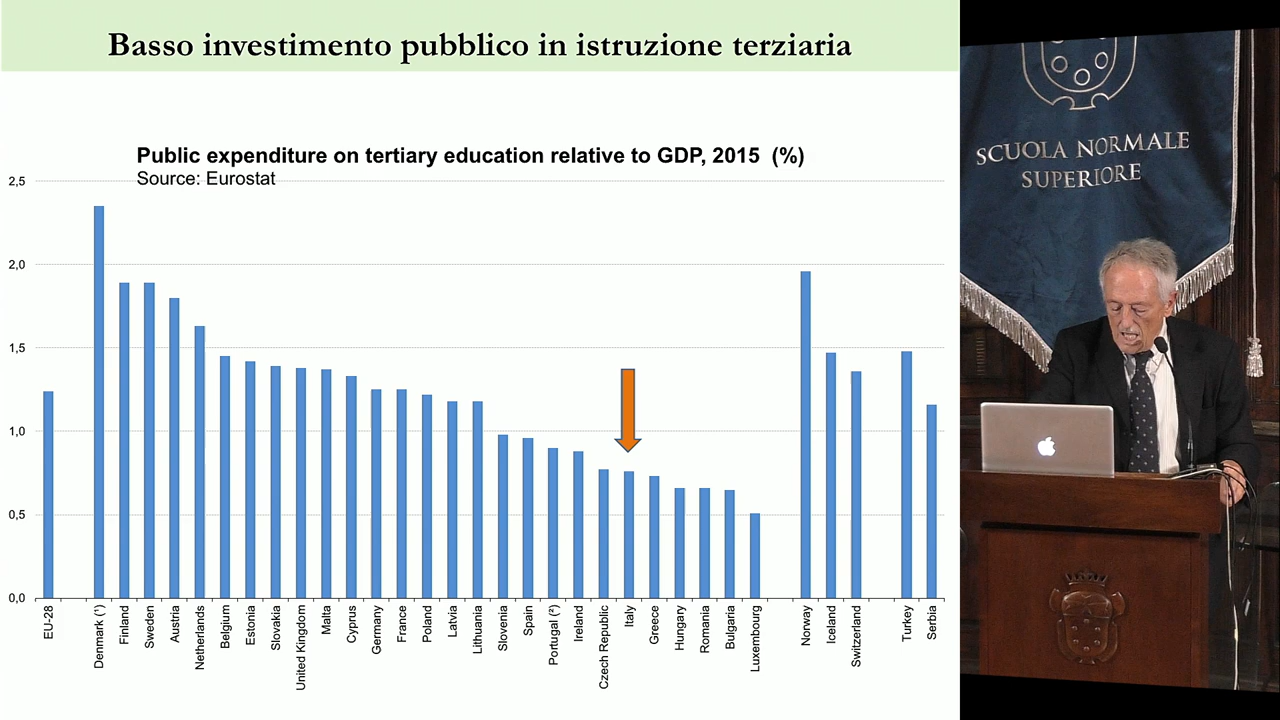 Basso investimento pubblico in istruzione terziaria
Public expenditure on tertiary education relative to GDP, 2015 (%)
Source: Eurostat
2,5
2,0
1,5
1,0
0,5
0,0
EU-28
Denmark (¹)
Finland
Sweden
Austria
Netherlands
Belgium
Estonia
Slovakia
United Kingdom
Malta
Cyprus
Germany
France
Poland
Latvia
Lithuania
Slovenia
Spain
Portugal (²)
Ireland
Czech Republic
Italy
Greece
Hungary
Romania
Bulgaria
Luxembourg
Norway
Iceland
Switzerland
Turkey
Serbia
SCUOLA NORMALE
SUPERIORE